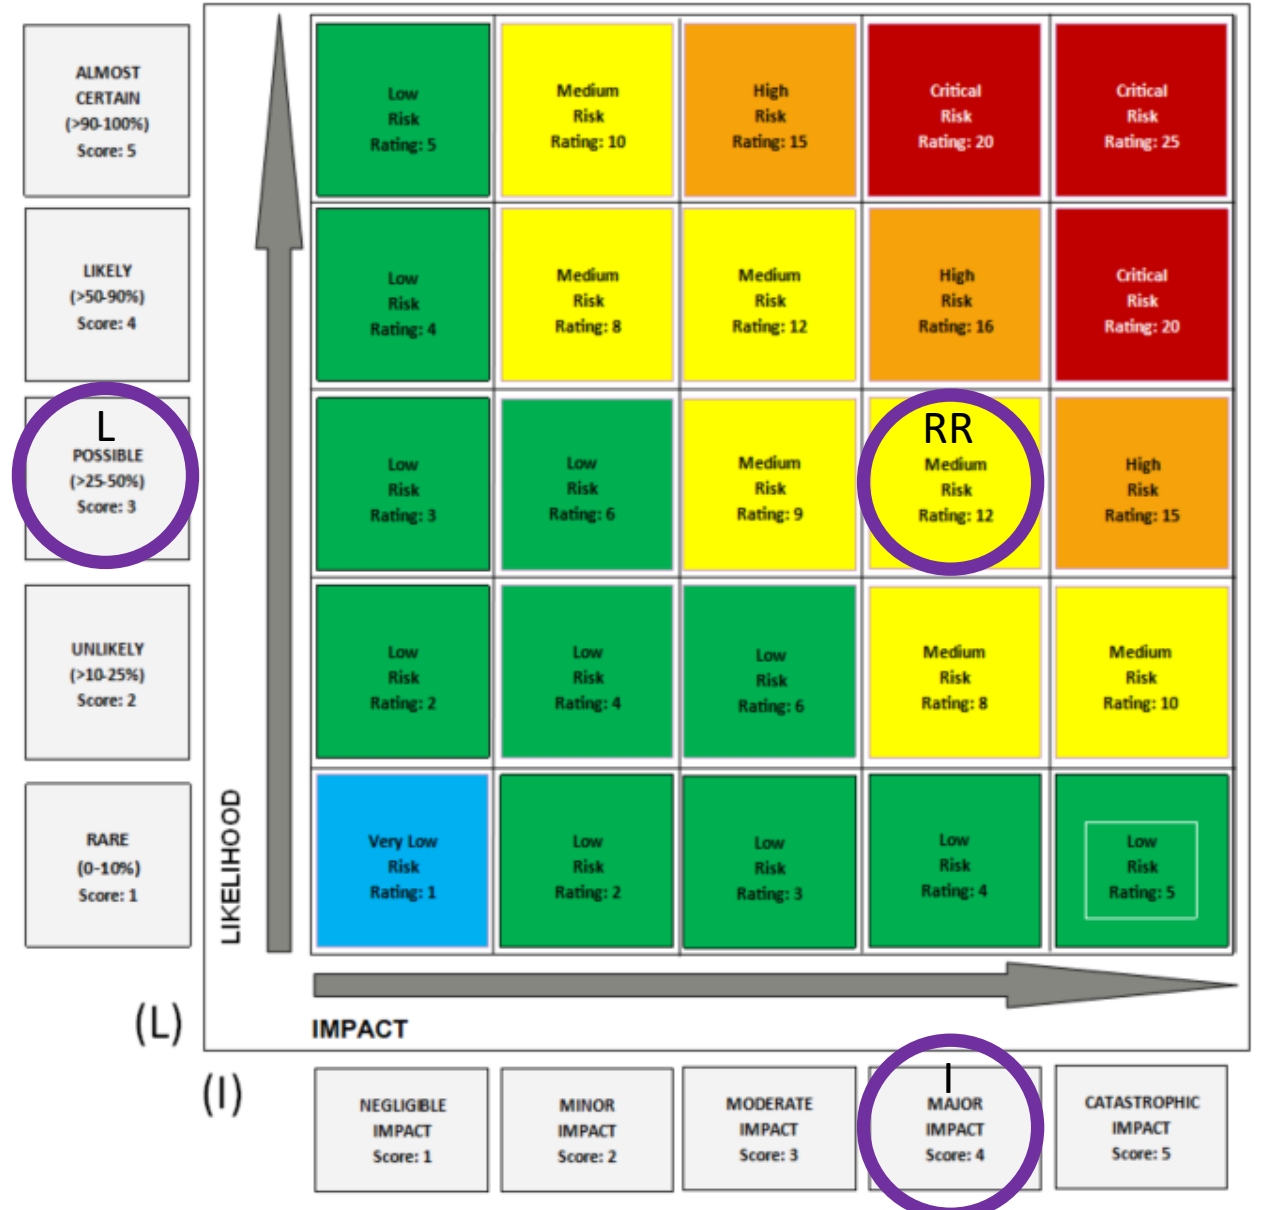 ALMOST
CERTAIN
(>90-100%)
Score: 5
Low
Risk
Rating: 5
Medium
Risk
Rating: 10
High
Risk
Rating: 15
Critical
Risk
Rating: 20
Critical
Risk
Rating: 25
LIKELY
(>50-90%)
Score: 4
Low
Risk
Rating: 4
Medium
Risk
Rating: 8
Medium
Risk
Rating: 12
High
Risk
Rating: 16
Critical
Risk
Rating: 20
L
POSSIBLE
(>25-50%)
Score: 3
Low
Risk
Rating: 3
Low
Risk
Rating: 6
Medium
Risk
Rating: 9
RR
Medium
Risk
Rating: 12
High
Risk
Rating: 15
UNLIKELY
(>10-25%)
Score: 2
Low
Risk
Rating: 2
Low
Risk
Rating: 4
Low
Risk
Rating: 6
Medium
Risk
Rating: 8
Medium
Risk
Rating: 10
RARE
(0-10%)
Score: 1
LIKELIHOOD
Very Low
Risk
Rating: 1
Low
Risk
Rating: 2
Low
Risk
Rating: 3
Low
Risk
Rating: 4
Low
Risk
Rating: 5
(L)
IMPACT
(I)
NEGLIGIBLE
IMPACT
Score: 1
MINOR
IMPACT
Score: 2
MODERATE
IMPACT
Score: 3
I
MAJOR
IMPACT
Score: 4
CATASTROPHIC
IMPACT
Score: 5